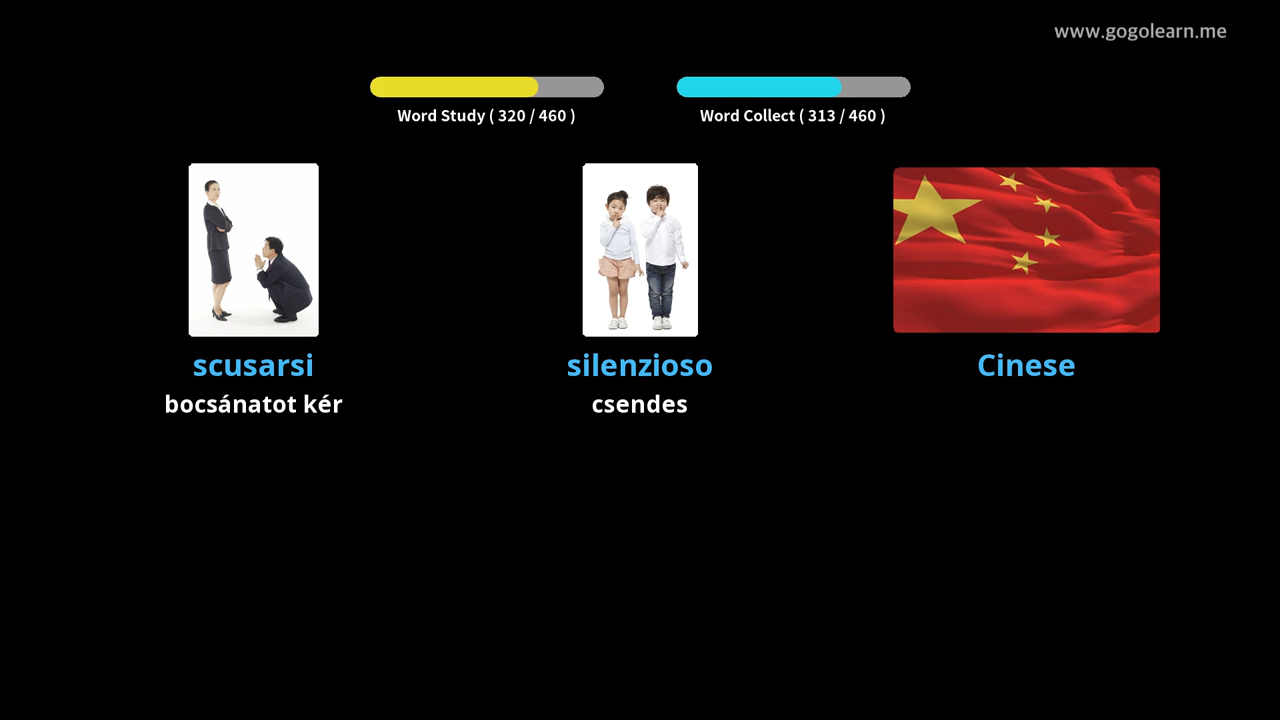 www.gogolearn.me
Word Study ( 320 / 460 )
Word Collect ( 313 / 460 )
scusarsi
silenzioso
Cinese
bocsánatot kér
csendes